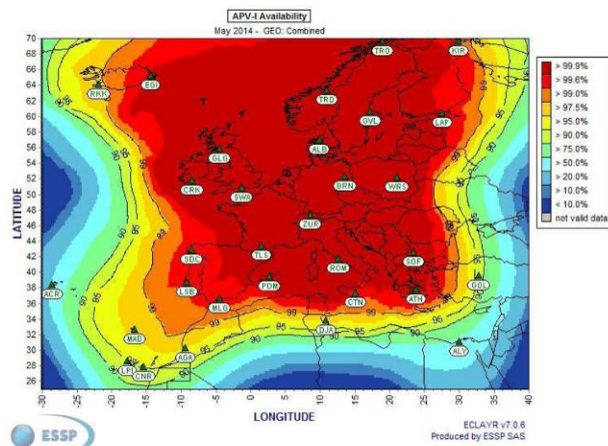 APV-I Availability
May 2014 - GEO: Combined
70
68
66
64
62
60
58
56
54
52
50
48
46
44
42
40
38
36
34
32
30
28
26
LATITUDE
TRO
KIR
EGI
RKK
TRD
GVL
LAP
ALB
GLG
CRK
SWA
BRN
WRS
ZUR
SDC
TLS
SOF
ROM
LSB
PDM
GOL
ACR
MLG
CTN
ATH
MAD
DJA
AGA
ALY
LPI
CNR
99
95
90
-30
-25
-20
-15
-10
-5
0
5
10
15
20
25
30
35
40
LONGITUDE
> 99.9%
> 99.6%
> 99.0%
> 97.5%
> 95.0%
> 90.0%
> 75.0%
> 50.0%
> 20.0%
> 10.0%
< 10.0%
not valid data
ESSP
ECLAYR v7.0.6
Produced by ESSP SAS